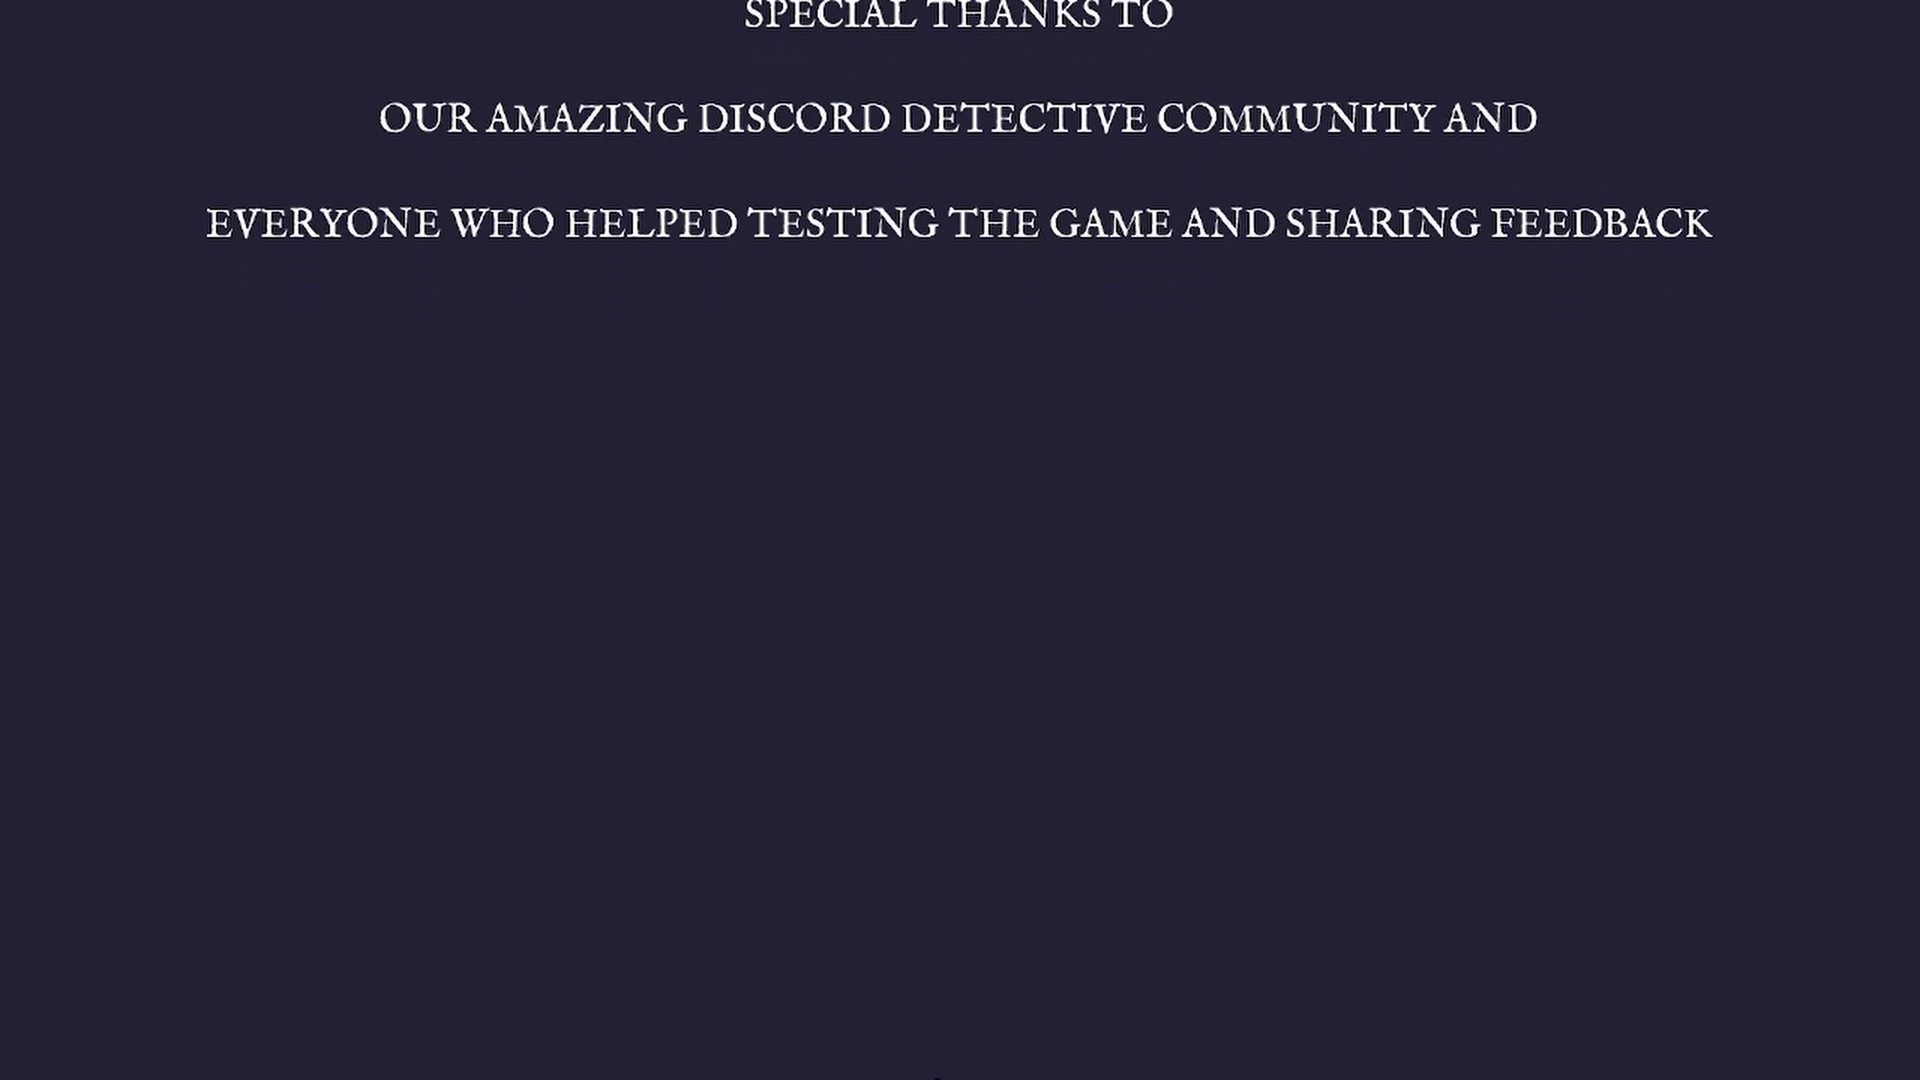 SPECIAL THANKS TO
OUR AMAZING DISCORD DETECTIVE COMMUNITY AND
EVERYONE WHO HELPED TESTING THE GAME AND SHARING FEEDBACK